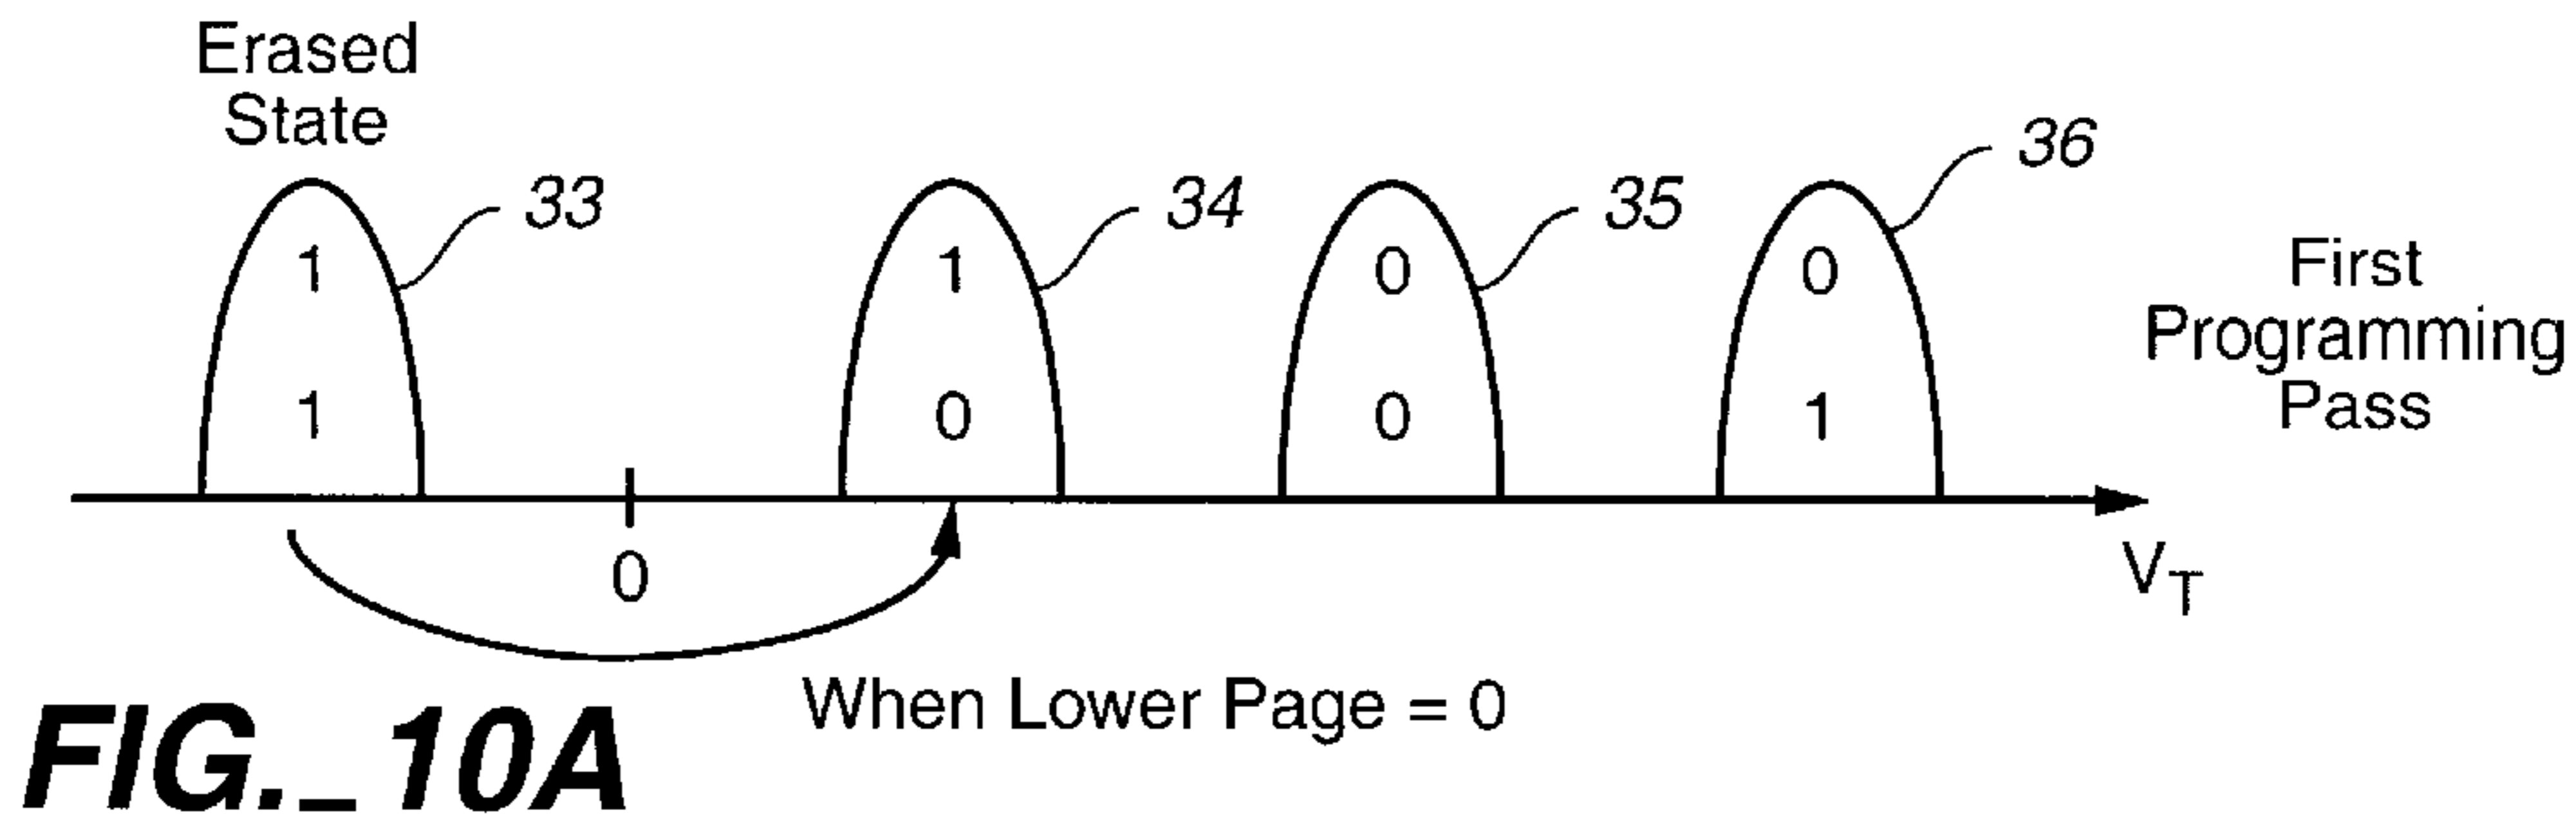 Erased
State
33
34
35
36
1
1
0
0
1
0
0
1
First
Programming
Pass
0
V_T
When Lower Page = 0
FIG._10A